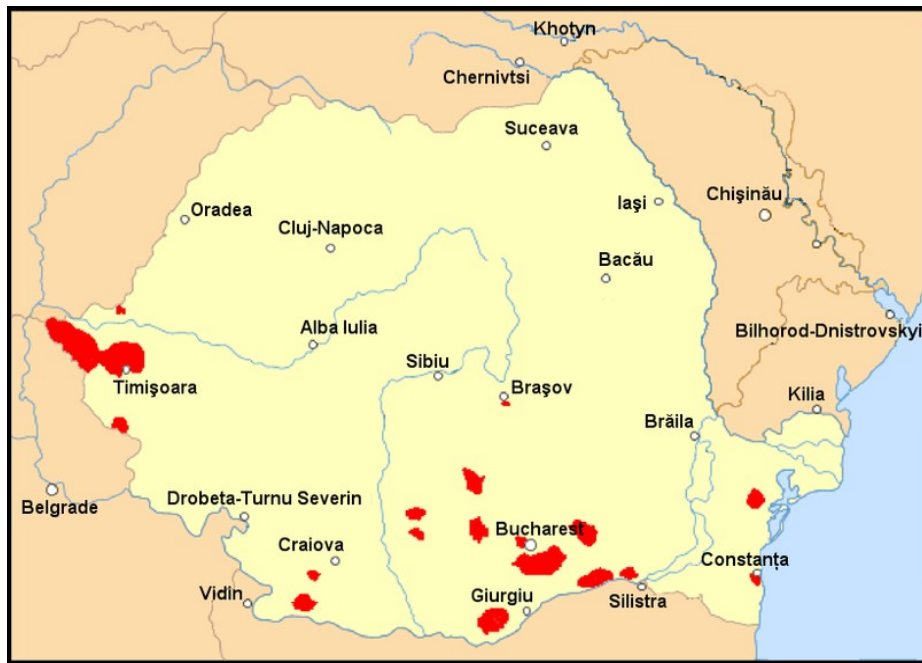 Khotyn
Chernivtsi
Suceava
Iaşi
Chişinău
Oradea
Cluj-Napoca
Bacău
Bilhorod-Dnistrovskyi
Alba Iulia
Sibiu
Timişoara
Braşov
Kilia
Brăila
Belgrade
Drobeta-Turnu Severin
Bucharest
Craiova
Constanța
Vidin
Giurgiu
Silistra